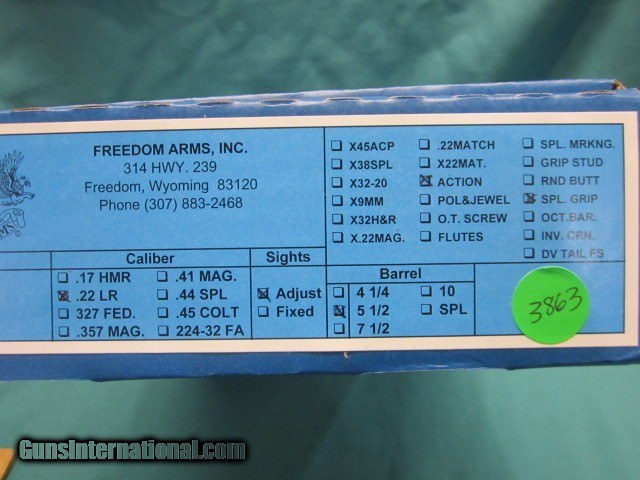 FREEDOM ARMS, INC.
314 HWY. 239
Freedom, Wyoming 83120
Phone (307) 883-2468
X45ACP
X38SPL
X32-20
X9MM
X32H&R
X.22MAG.
.22MATCH
X22MAT.
ACTION
POL&JEWEL
O.T. SCREW
FLUTES
SPL. MRKNG.
GRIP STUD
RND BUTT
SPL. GRIP
OCT.BAR.
INV. CRN.
DV TAIL FS
Caliber
.17 HMR
.22 LR
327 FED.
.357 MAG.
.41 MAG.
.44 SPL
.45 COLT
224-32 FA
Sights
Adjust
Fixed
Barrel
4 1/4
5 1/2
7 1/2
10
SPL
3863
GunsInternational.com